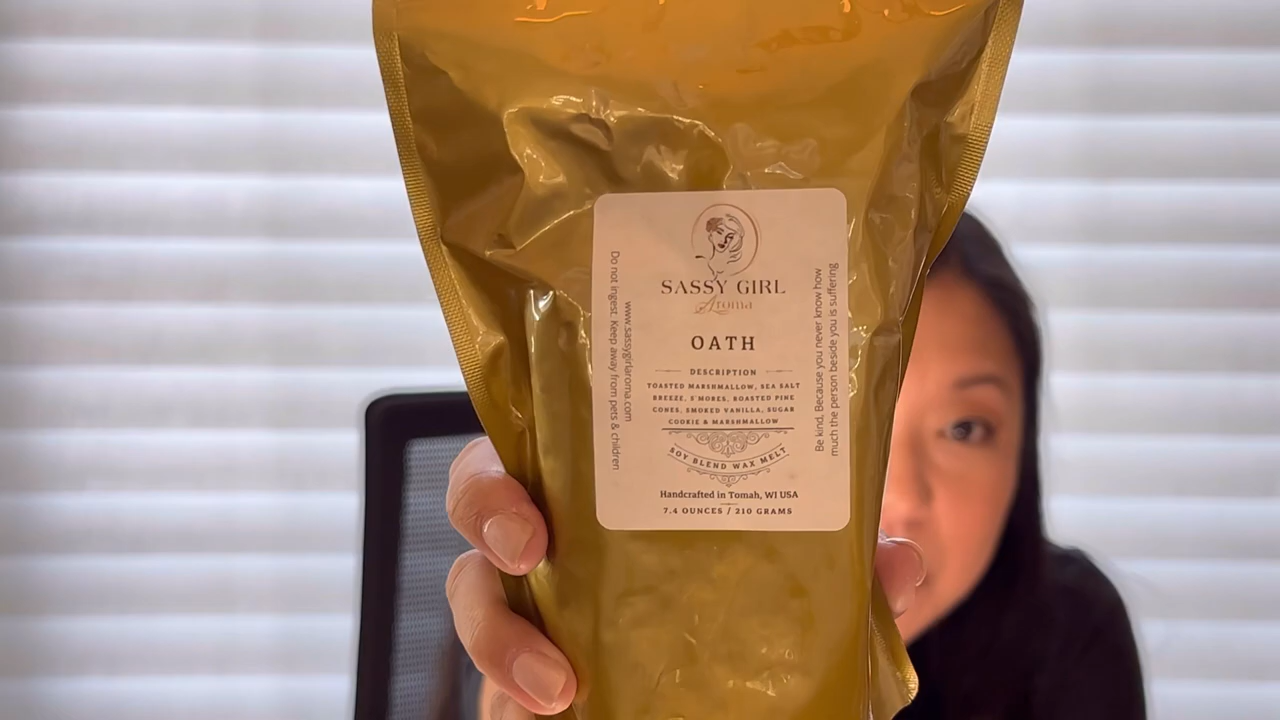 SASSY GIRL
Aroma
OATH
DESCRIPTION
TOASTED MARSHMALLOW, SEA SALT
BREEZE, S'MORES, ROASTED PINE
CONES, SMOKED VANILLA, SUGAR
COOKIE & MARSHMALLOW
SOY BLEND WAX MELT
Handcrafted in Tomah, WI USA
7.4 OUNCES / 210 GRAMS
www.sassygirlaroma.com
Do not ingest. Keep away from pets & children
Be kind. Because you never know how
much the person beside you is suffering